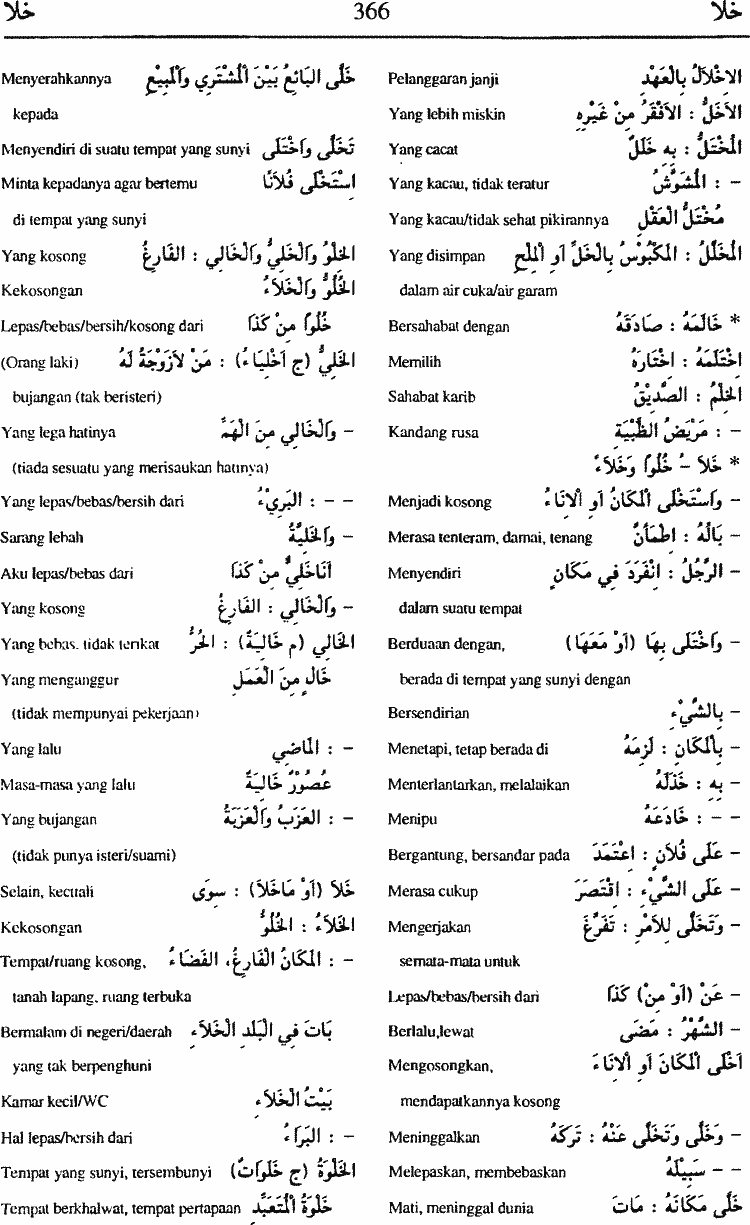 خلا 366 خلا
Pelanggaran janji الاخْلاَلُ بِالْعَهْدِ
Yang lebih miskin الاَخَلُّ : الاَفْقَرُ مِنْ غَيْرِهِ
Yang cacat الْمُخْتَلُّ : بِهِ خَلَلٌ
Yang kacau, tidak teratur - : الْمُشَوَّشُ
Yang kacau/tidak sehat pikirannya مُخْتَلُّ الْعَقْلِ
Yang disimpan الْمُخَلَّلُ : الْمَكْبُوْسُ بِالْخَلِّ اَوِ الْمِلْحِ
dalam air cuka/air garam
Bersahabat dengan * خَالَمَهُ : صَادَقَهُ
Memilih اخْتَلَمَهُ : اخْتَارَهُ
Sahabat karib الْخِلْمُ : الصَّدِيْقُ
Kandang rusa - : مَرْبَضُ الظَّبْيَةِ
* خَلاَ - خُلُوًا وَخَلاَءً
Menjadi kosong - وَاسْتَخْلَى الْمَكَانُ اَوِ الْانَاءُ
Merasa tenteram, damai, tenang - بَالُهُ : اطْمَاَنَّ
Menyendiri - الرَّجُلُ : انْفَرَدَ فِي مَكَانٍ
dalam suatu tempat
Berduaan dengan, - وَاخْتَلَى بِهَا (اَوْ مَعَهَا)
berada di tempat yang sunyi dengan
Bersendirian - بِالشَّيْءِ
Menetapi, tetap berada di - بِالْمَكَانِ : لَزِمَهُ
Menterlantarkan, melalaikan - بِهِ : خَذَلَهُ
Menipu - - : خَادَعَهُ
Bergantung, bersandar pada - عَلَى فُلاَنٍ : اعْتَمَدَ
Merasa cukup - عَلَى الشَّيْءِ : اقْتَصَرَ
Mengerjakan - وَتَخَلَّى لِلاَمْرِ : تَفَرَّغَ
semata-mata untuk
Lepas/bebas/bersih dari - عَنْ (اَوْ مِنْ) كَذَا
Berlalu,lewat - الشَّهْرُ : مَضَى
Mengosongkan, اَخْلَى الْمَكَانَ اَوِ الْانَاءَ
mendapatkannya kosong
Meninggalkan - وَخَلَّى وَتَخَلَّى عَنْهُ : تَرَكَهُ
Melepaskan, membebaskan - - سَبِيْلَهُ
Mati, meninggal dunia خَلَّى مَكَانَهُ : مَاتَ
Menyerahkannya خَلَّى الْبَائِعُ بَيْنَ الْمُشْتَرِي وَالْمَبِيْعِ
kepada
Menyendiri di suatu tempat yang sunyi تَخَلَّى وَاخْتَلَى
Minta kepadanya agar bertemu اسْتَخْلَى فُلاَنًا
di tempat yang sunyi
Yang kosong الْخِلْوُ وَالْخَلِيُّ وَالْخَالِي : الْفَارِغُ
Kekosongan الْخُلُوُّ وَالْخَلاَءُ
Lepas/bebas/bersih/kosong dari خُلُوًا مِنْ كَذَا
(Orang laki) الْخَلِيُّ (ج اَخْلِيَاءُ) : مَنْ لاَزَوْجَةَ لَهُ
bujangan (tak beristeri)
Yang lega hatinya - وَالْخَالِي مِنَ الْهَمِّ
(tiada sesuatu yang merisaukan hatinya)
Yang lepas/bebas/bersih dari - - : الْبَرِيْءُ
Sarang lebah - وَالْخَلِيَّةُ
Aku lepas/bebas dari اَنَاخَلِيٌّ مِنْ كَذَا
Yang kosong - وَالْخَالِي : الْفَارِغُ
Yang bebas. tidak terikat الْخَالِي (م خَالِيَةٌ) : الْحُرُّ
Yang menganggur خَالٍ مِنَ الْعَمَلِ
(tidak mempunyai pekerjaan)
Yang lalu - : الْمَاضِي
Masa-masa yang lalu عُصُوْرٌ خَالِيَةٌ
Yang bujangan - : الْعَزَبُ وَالْعَزَبَةُ
(tidak punya isteri/suami)
Selain, kecuali خَلاَ (اَوْ مَاخَلاَ) : سِوَى
Kekosongan الْخَلاَءُ : الْخُلُوُّ
Tempat/ruang kosong, - : الْمَكَانُ الْفَارِغُ، الْفَضَاءُ
tanah lapang, ruang terbuka
Bermalam di negeri/daerah بَاتَ فِي الْبَلَدِ الْخَلاَءِ
yang tak berpenghuni
Kamar kecil/WC بَيْتُ الْخَلاَءِ
Hal lepas/bersih dari - : الْبَرَاءُ
Tempat yang sunyi, tersembunyi الْخَلْوَةُ (ج خَلَوَاتٌ)
Tempat berkhalwat, tempat pertapaan خَلْوَةُ الْمُتَعَبِّدِ